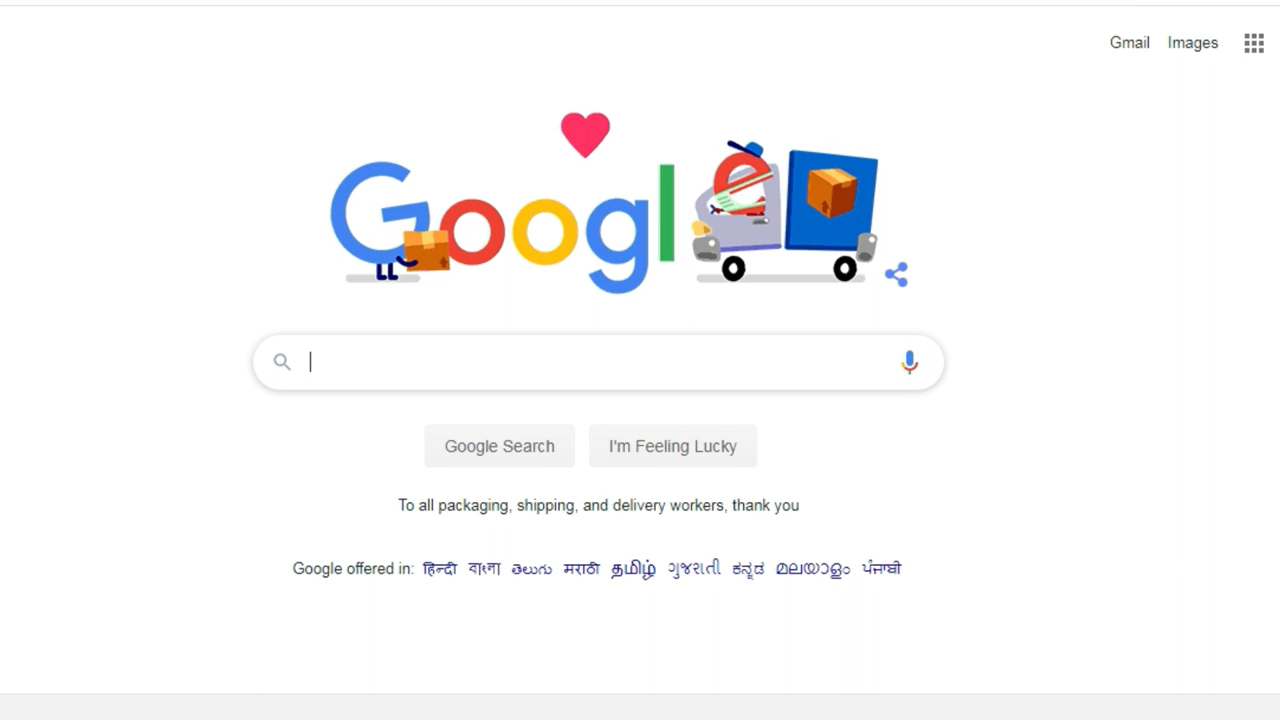 Gmail Images
Google
Google Search I'm Feeling Lucky
To all packaging, shipping, and delivery workers, thank you
Google offered in: हिन्दी বাংলা తెలుగు मराठी தமிழ் ગુજરાતી ಕನ್ನಡ മലയാളം ਪੰਜਾਬੀ